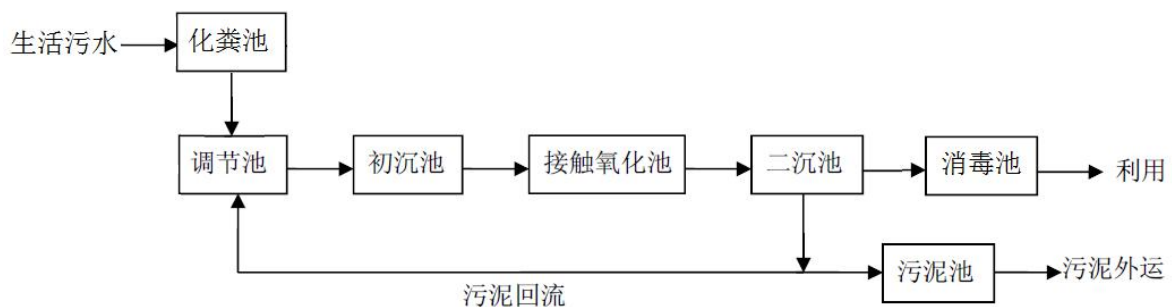 生活污水
化粪池
调节池
初沉池
接触氧化池
二沉池
消毒池
利用
污泥池
污泥外运
污泥回流